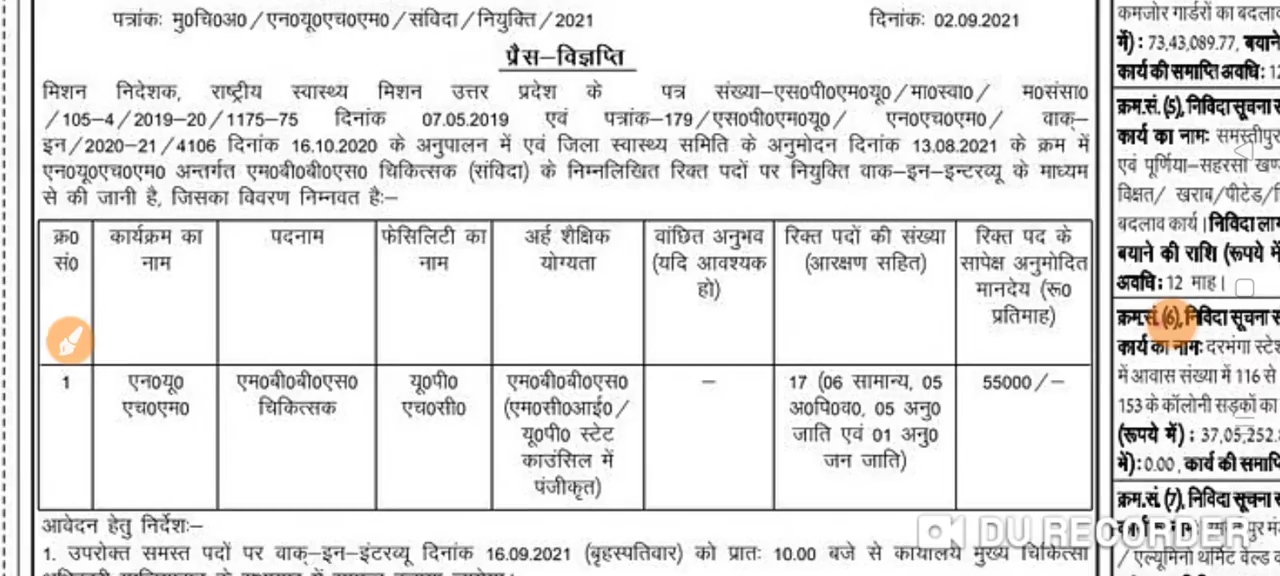 पत्रांकः मु0चि0अ0/एन0यू0एच0एम0/संविदा/नियुक्ति/2021 दिनांकः 02.09.2021
प्रैस–विज्ञप्ति
मिशन निदेशक, राष्ट्रीय स्वास्थ्य मिशन उत्तर प्रदेश के पत्र संख्या–एस0पी0एम0यू0/मा0स्वा0/ म0संसा0
/105–4/2019–20/1175–75 दिनांक 07.05.2019 एवं पत्रांक–179/एस0पी0एम0यू0/ एन0एच0एम0/ वाक्–
इन/2020–21/4106 दिनांक 16.10.2020 के अनुपालन में एवं जिला स्वास्थ्य समिति के अनुमोदन दिनांक 13.08.2021 के क्रम में
एन0यू0एच0एम0 अन्तर्गत एम0बी0बी0एस0 चिकित्सक (संविदा) के निम्नलिखित रिक्त पदों पर नियुक्ति वाक–इन–इन्टरव्यू के माध्यम
से की जानी है, जिसका विवरण निम्नवत हैः–
क्र0 सं0 कार्यक्रम का नाम पदनाम फेसिलिटी का नाम अर्ह शैक्षिक योग्यता वांछित अनुभव (यदि आवश्यक हो) रिक्त पदों की संख्या (आरक्षण सहित) रिक्त पद के सापेक्ष अनुमोदित मानदेय (रू0 प्रतिमाह)
1 एन0यू0 एच0एम0 एम0बी0बी0एस0 चिकित्सक यू0पी0 एच0सी0 एम0बी0बी0एस0 (एम0सी0आई0/ यू0पी0 स्टेट काउंसिल में पंजीकृत) – 17 (06 सामान्य, 05 अ0पि0व0, 05 अनु0 जाति एवं 01 अनु0 जन जाति) 55000/–
आवेदन हेतु निर्देशः–
1. उपरोक्त समस्त पदों पर वाक्–इन–इंटरव्यू दिनांक 16.09.2021 (बृहस्पतिवार) को प्रातः 10.00 बजे से कार्यालय मुख्य चिकित्सा
कमजोर गार्डरों का
में) : 73,43,089.77, बयाने
कार्य की समाप्ति अवधि:
क्रम.सं. (5), निविदा सूचना
कार्य का नाम: समस्तीपुर
एवं पूर्णिया–सहरसा
विक्षत/ खराब/पीटेड/
बदलाव कार्य। निविदा
बयाने की राशि (रूपये में
अवधि: 12 माह।
क्रम.सं. (6), निविदा सूचना
कार्य का नाम: दरभंगा
में आवास संख्या में 116 से
153 के कॉलोनी सड़कों का
(रूपये में) : 37,05,252.
में):0.00, कार्य की
क्रम.सं. (7), निविदा सूचना
/ एल्यूमिनो थर्मिट वेल्ड
DU RECORDER